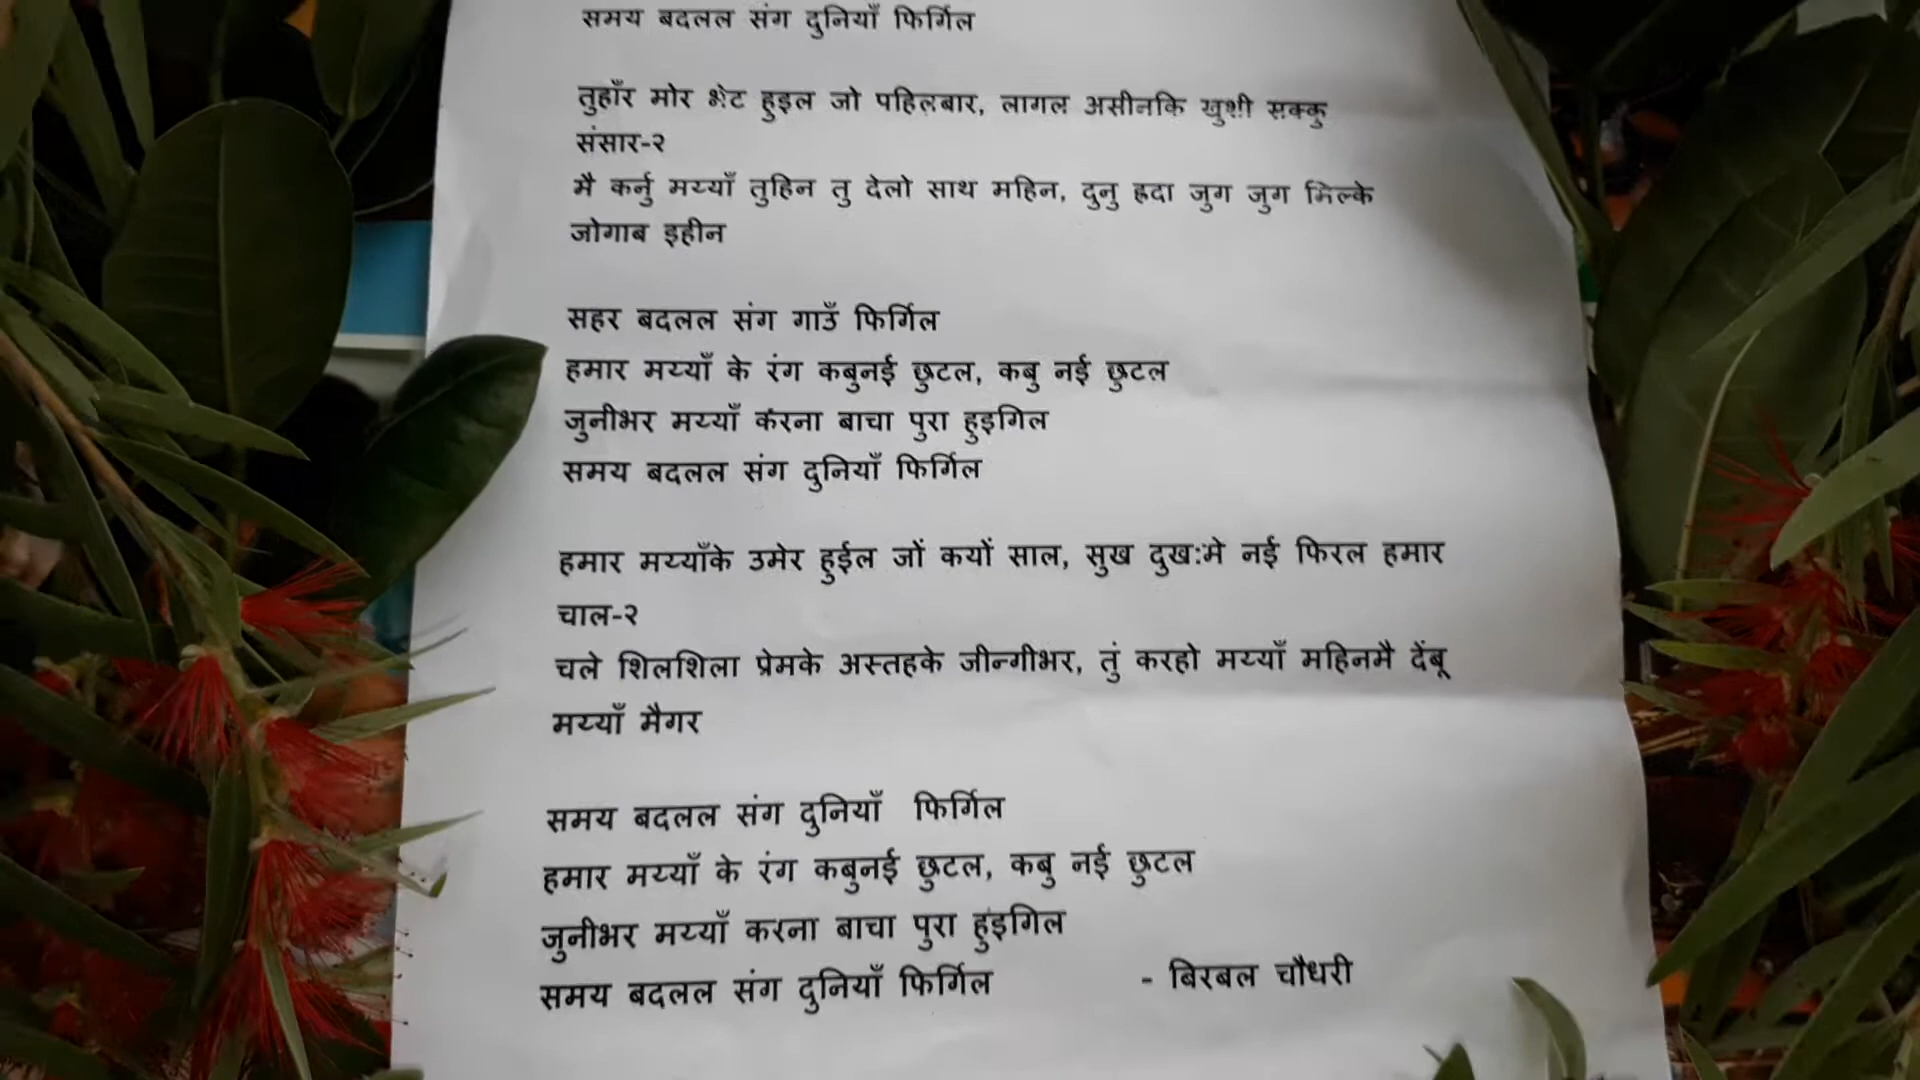 समय बदलल संग दुनियाँ फिर्गिल
तुहाँर मोर भेट हुइल जो पहिलबार, लागल असीनकि खुशी सक्कु
संसार-२
मै कर्नु मय्याँ तुहिन तु देलो साथ महिन, दुनु ह्रदा जुग जुग मिल्के
जोगाब इहीन
सहर बदलल संग गाउँ फिर्गिल
हमार मय्याँ के रंग कबुनई छुटल, कबु नई छुटल
जुनीभर मय्याँ करना बाचा पुरा हुइगिल
समय बदलल संग दुनियाँ फिर्गिल
हमार मय्याँके उमेर हुईल जों कयों साल, सुख दुख:मे नई फिरल हमार
चाल-२
चले शिलशिला प्रेमके अस्तहके जीन्गीभर, तुं करहो मय्याँ महिनमै देंबू
मय्याँ मैगर
समय बदलल संग दुनियाँ फिर्गिल
हमार मय्याँ के रंग कबुनई छुटल, कबु नई छुटल
जुनीभर मय्याँ करना बाचा पुरा हुइगिल
समय बदलल संग दुनियाँ फिर्गिल - बिरबल चौधरी